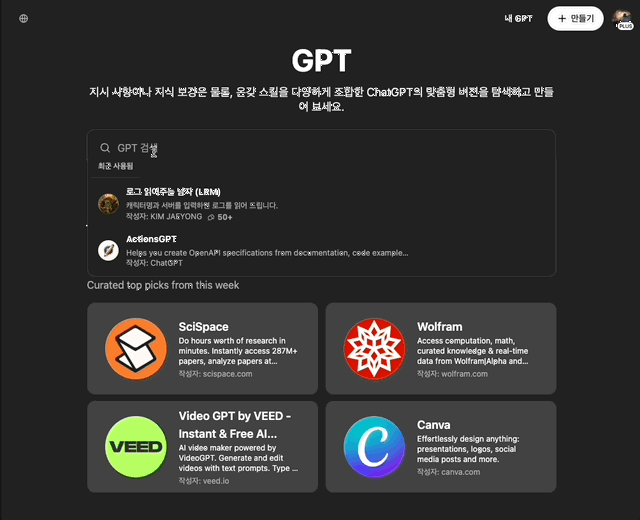 내 GPT
+ 만들기
PLUS
GPT
지시 사항이나 지식 보강은 물론, 온갖 스킬을 다양하게 조합한 ChatGPT의 맞춤형 버전을 탐색하고 만들
어 보세요.
GPT 검색
최근 사용됨
로그 읽어주는 남자 (LRM)
캐릭터명과 서버를 입력하면 로그를 읽어 드립니다.
작성자: KIM JAEYONG 50+
ActionsGPT
Helps you create OpenAPI specifications from documentation, code example...
작성자: ChatGPT
Curated top picks from this week
SciSpace
Do hours worth of research in
minutes. Instantly access 287M+
papers, analyze papers at...
작성자: scispace.com
Wolfram
Access computation, math,
curated knowledge & real-time
data from Wolfram|Alpha and...
작성자: wolfram.com
VEED
Video GPT by VEED -
Instant & Free AI...
AI video maker powered by
VideoGPT. Generate and edit
videos with text prompts. Type ...
작성자: veed.io
C
Canva
Effortlessly design anything:
presentations, logos, social
media posts and more.
작성자: canva.com